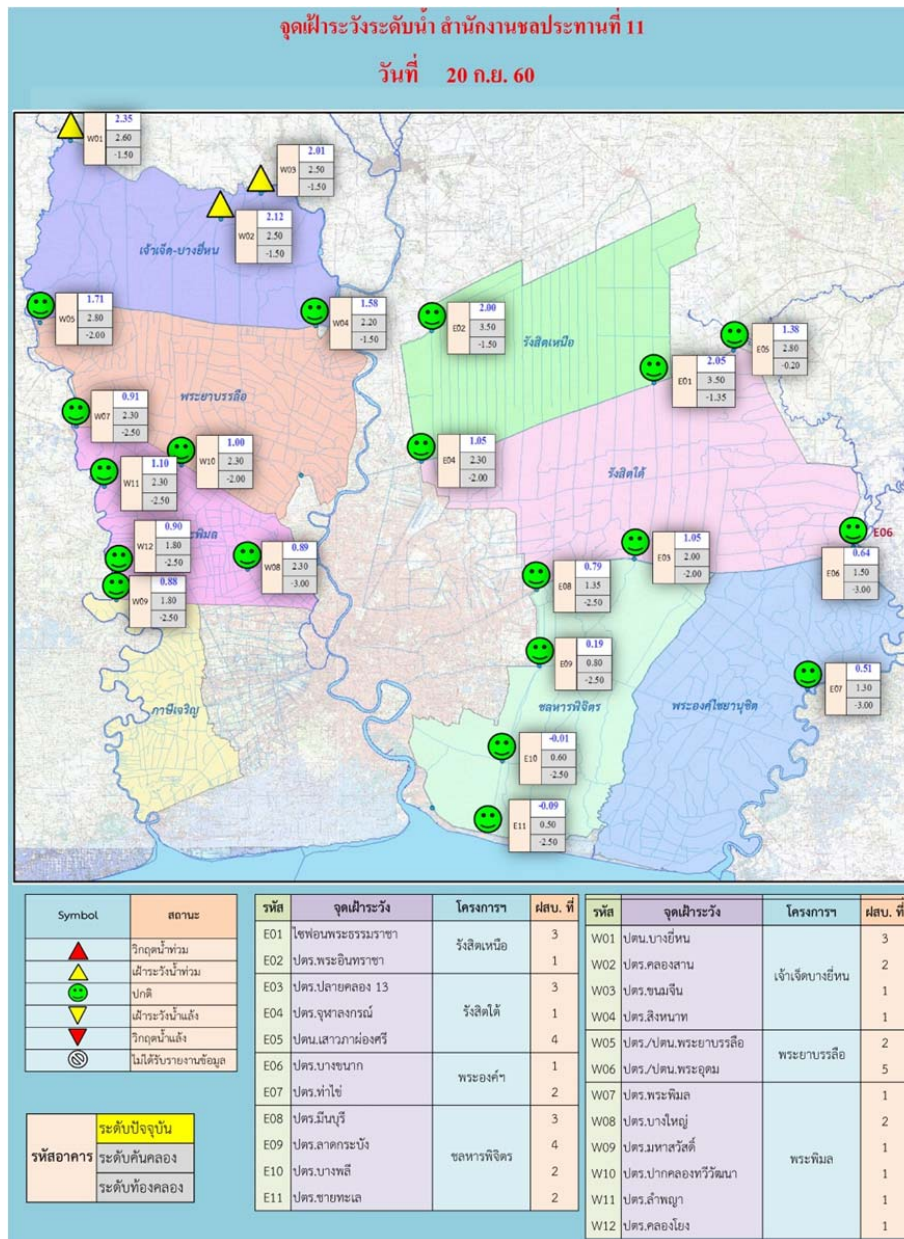 จุดเฝ้าระวังระดับน้ำ สำนักงานชลประทานที่ 11
วันที่ 20 ก.ย. 60
W01 2.35 2.60 -1.50
W03 2.01 2.50 -1.50
W02 2.12 2.50 -1.50
เจ้าเจ็ด-บางยี่หน
W05 1.71 2.80 -2.00
W04 1.58 2.20 -1.50
E02 2.00 3.50 -1.50
รังสิตเหนือ
E05 1.38 2.80 -0.20
E01 2.05 3.50 -1.35
พระยาบรรลือ
W07 0.91 2.30 -2.50
W10 1.00 2.30 -2.00
E04 1.05 2.30 -2.00
รังสิตใต้
W11 1.10 2.30 -2.50
W12 0.90 1.80 -2.50
ะพิมล
W08 0.89 2.30 -3.00
E03 1.05 2.00 -2.00
E06
E06 0.64 1.50 -3.00
W09 0.88 1.80 -2.50
E08 0.79 1.35 -2.50
E09 0.19 0.80 -2.50
E07 0.51 1.30 -3.00
ภาษีเจริญ
ชลหารพิจิตร
พระองค์ไชยานุชิต
E10 -0.01 0.60 -2.50
E11 -0.09 0.50 -2.50
Symbol สถานะ
วิกฤตน้ำท่วม
เฝ้าระวังน้ำท่วม
ปกติ
เฝ้าระวังน้ำแล้ง
วิกฤตน้ำแล้ง
ไม่ได้รับรายงานข้อมูล
รหัสอาคาร
ระดับปัจจุบัน
ระดับคันคลอง
ระดับท้องคลอง
รหัส จุดเฝ้าระวัง โครงการฯ ฝสบ. ที่
E01 ไซฟอนพระธรรมราชา รังสิตเหนือ 3
E02 ปตร.พระอินทราชา 1
E03 ปตร.ปลายคลอง 13 รังสิตใต้ 3
E04 ปตร.จุฬาลงกรณ์ 1
E05 ปตน.เสาวภาผ่องศรี 4
E06 ปตร.บางขนาก พระองค์ฯ 1
E07 ปตร.ท่าไข่ 2
E08 ปตร.มีนบุรี ชลหารพิจิตร 3
E09 ปตร.ลาดกระบัง 4
E10 ปตร.บางพลี 2
E11 ปตร.ชายทะเล 2
รหัส จุดเฝ้าระวัง โครงการฯ ฝสบ. ที่
W01 ปตน.บางยี่หน เจ้าเจ็ดบางยี่หน 3
W02 ปตร.คลองสาน 2
W03 ปตร.ขนมจีน 1
W04 ปตร.สิงหนาท 1
W05 ปตร./ปตน.พระยาบรรลือ พระยาบรรลือ 2
W06 ปตร./ปตน.พระอุดม 5
W07 ปตร.พระพิมล พระพิมล 1
W08 ปตร.บางใหญ่ 2
W09 ปตร.มหาสวัสดิ์ 1
W10 ปตร.ปากคลองทวีวัฒนา 1
W11 ปตร.ลำพญา 1
W12 ปตร.คลองโยง 1